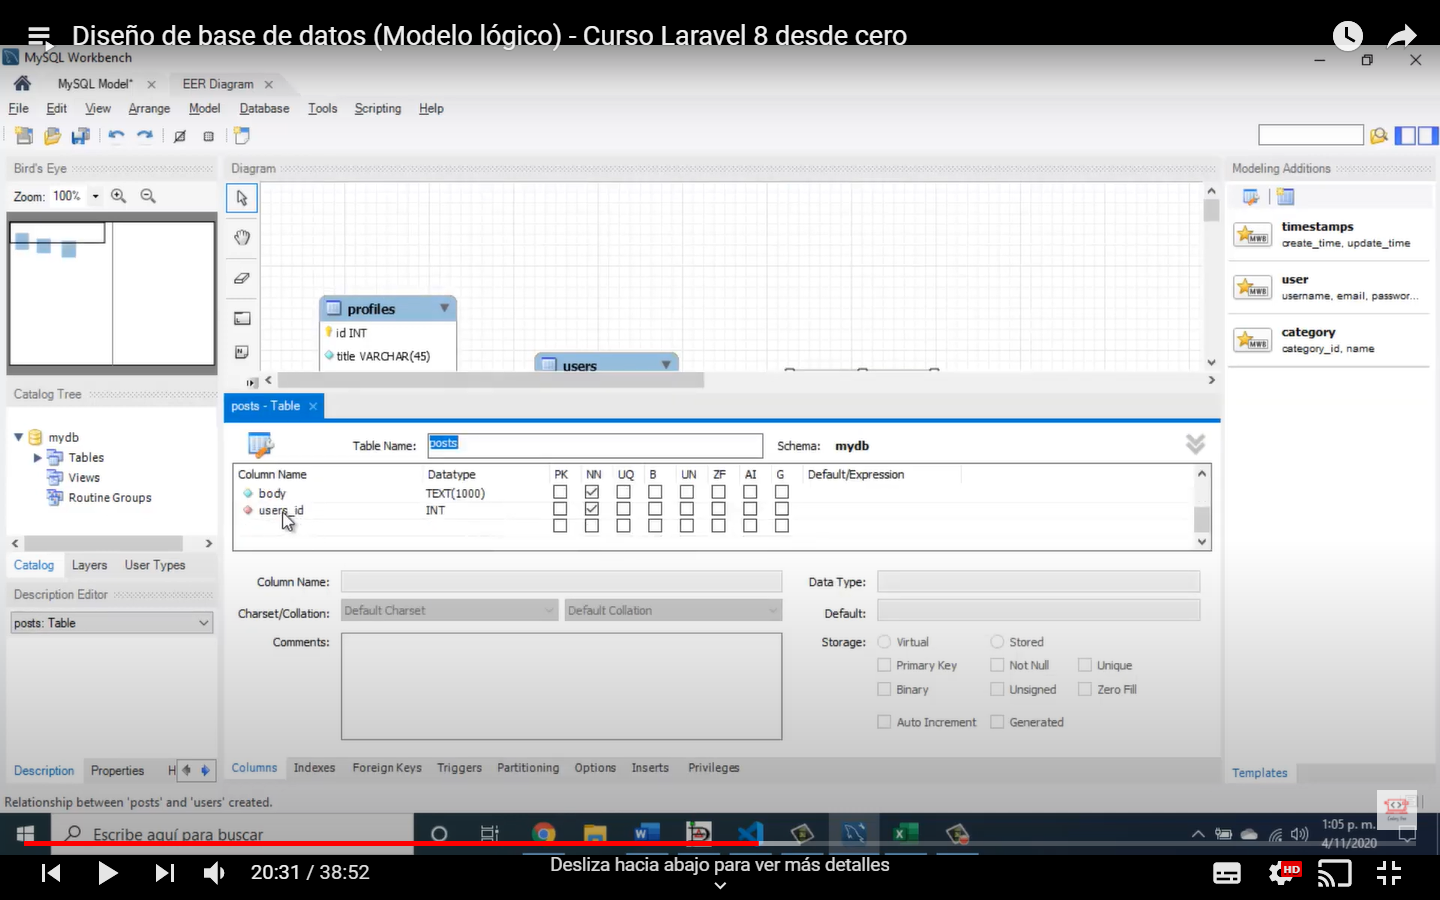 Diseño de base de datos (Modelo lógico) - Curso Laravel 8 desde cero
MySQL Workbench
MySQL Model* EER Diagram
File Edit View Arrange Model Database Tools Scripting Help
Bird's Eye
Zoom: 100%
Diagram
profiles
id INT
title VARCHAR(45)
users
Modeling Additions
timestamps
create_time, update_time
user
username, email, passwor...
category
category_id, name
Catalog Tree
mydb
Tables
Views
Routine Groups
Catalog Layers User Types
Description Editor
posts: Table
Description Properties H
posts - Table
Table Name: posts Schema: mydb
Column Name Datatype PK NN UQ B UN ZF AI G Default/Expression
body TEXT(1000)
users_id INT
Column Name: Data Type:
Charset/Collation: Default Charset Default Collation Default:
Comments: Storage: Virtual Stored
Primary Key Not Null Unique
Binary Unsigned Zero Fill
Auto Increment Generated
Columns Indexes Foreign Keys Triggers Partitioning Options Inserts Privileges
Templates
Relationship between 'posts' and 'users' created.
Escribe aquí para buscar
1:05 p. m.
4/11/2020
20:31 / 38:52
Desliza hacia abajo para ver más detalles
HD